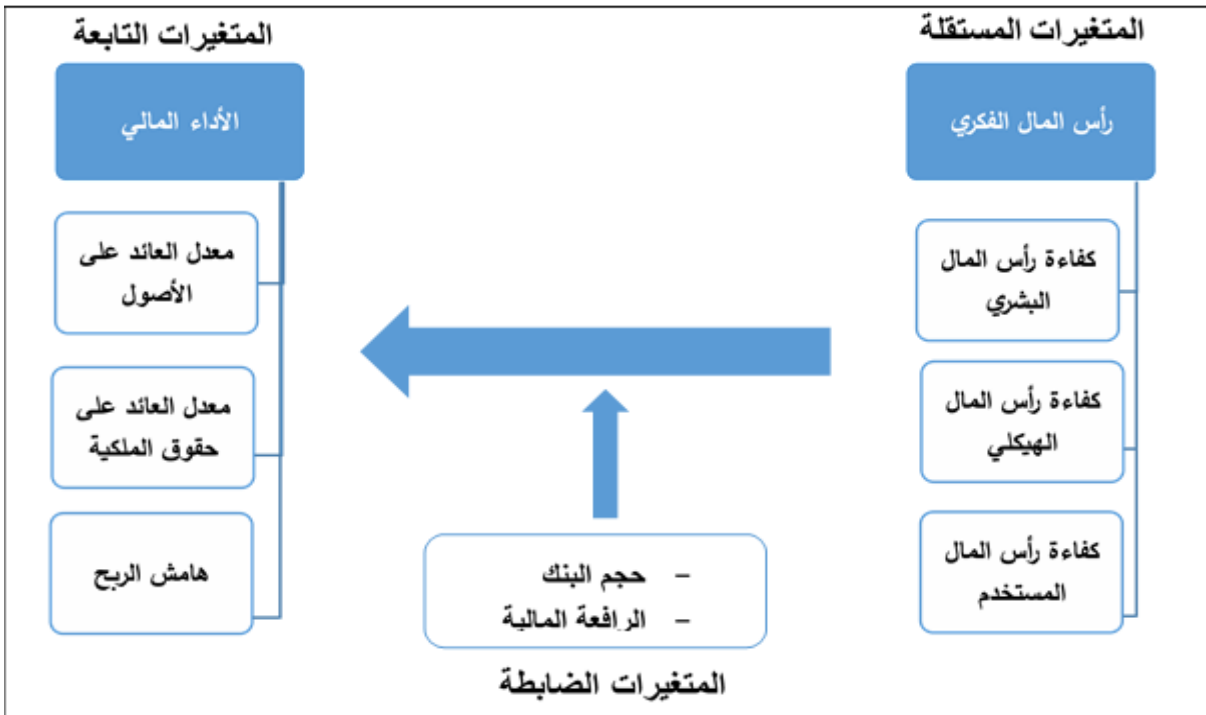 المتغيرات المستقلة
رأس المال الفكري
كفاءة رأس المال
البشري
كفاءة رأس المال
الهيكلي
كفاءة رأس المال
المستخدم
المتغيرات التابعة
الأداء المالي
معدل العائد على
الأصول
معدل العائد على
حقوق الملكية
هامش الربح
- حجم البنك
- الرافعة المالية
المتغيرات الضابطة